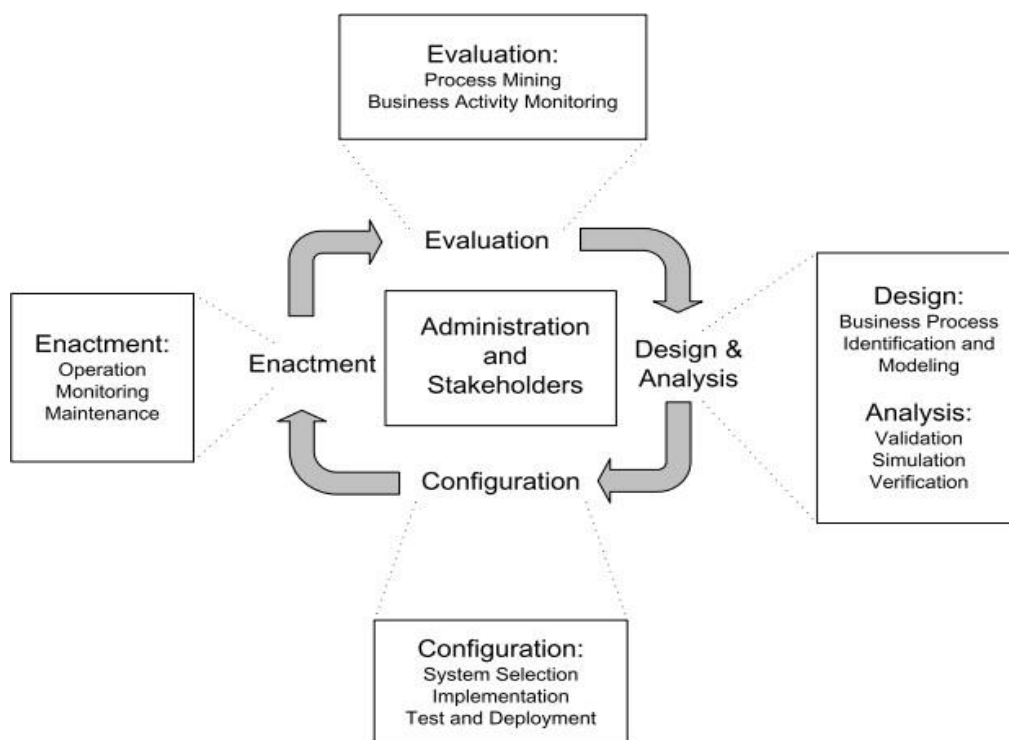 Evaluation:
Process Mining
Business Activity Monitoring
Evaluation
Enactment:
Operation
Monitoring
Maintenance
Enactment
Administration
and
Stakeholders
Design &
Analysis
Design:
Business Process
Identification and
Modeling
Analysis:
Validation
Simulation
Verification
Configuration
Configuration:
System Selection
Implementation
Test and Deployment